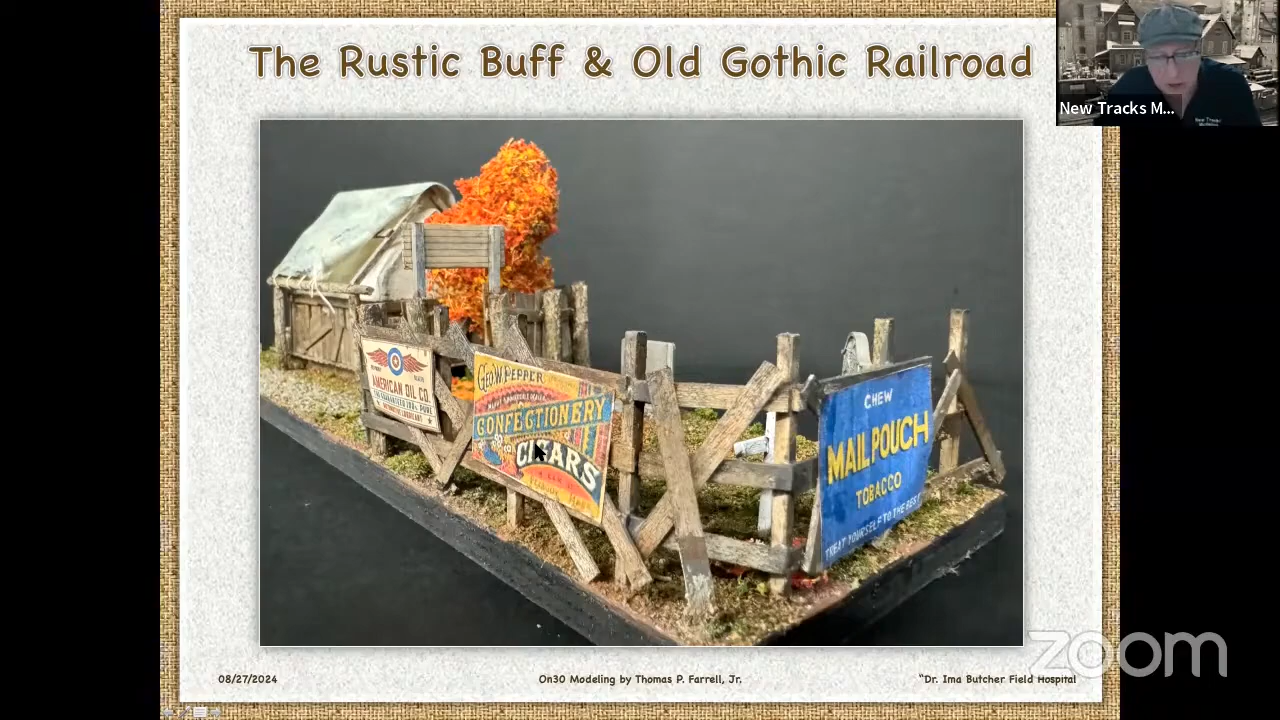 The Rustic Buff & Old Gothic Railroad
New Tracks M...
AMERICAN OIL CO.
GEO.W. PEPPER
CONFECTIONERY
CIGARS
CHEW
MAIL POUCH
TOBACCO
TREAT YOURSELF TO THE BEST
zoom
08/27/2024
On30 Modeling by Thomas P. Farrell, Jr.
"Dr. Ima Butcher Field Hospital